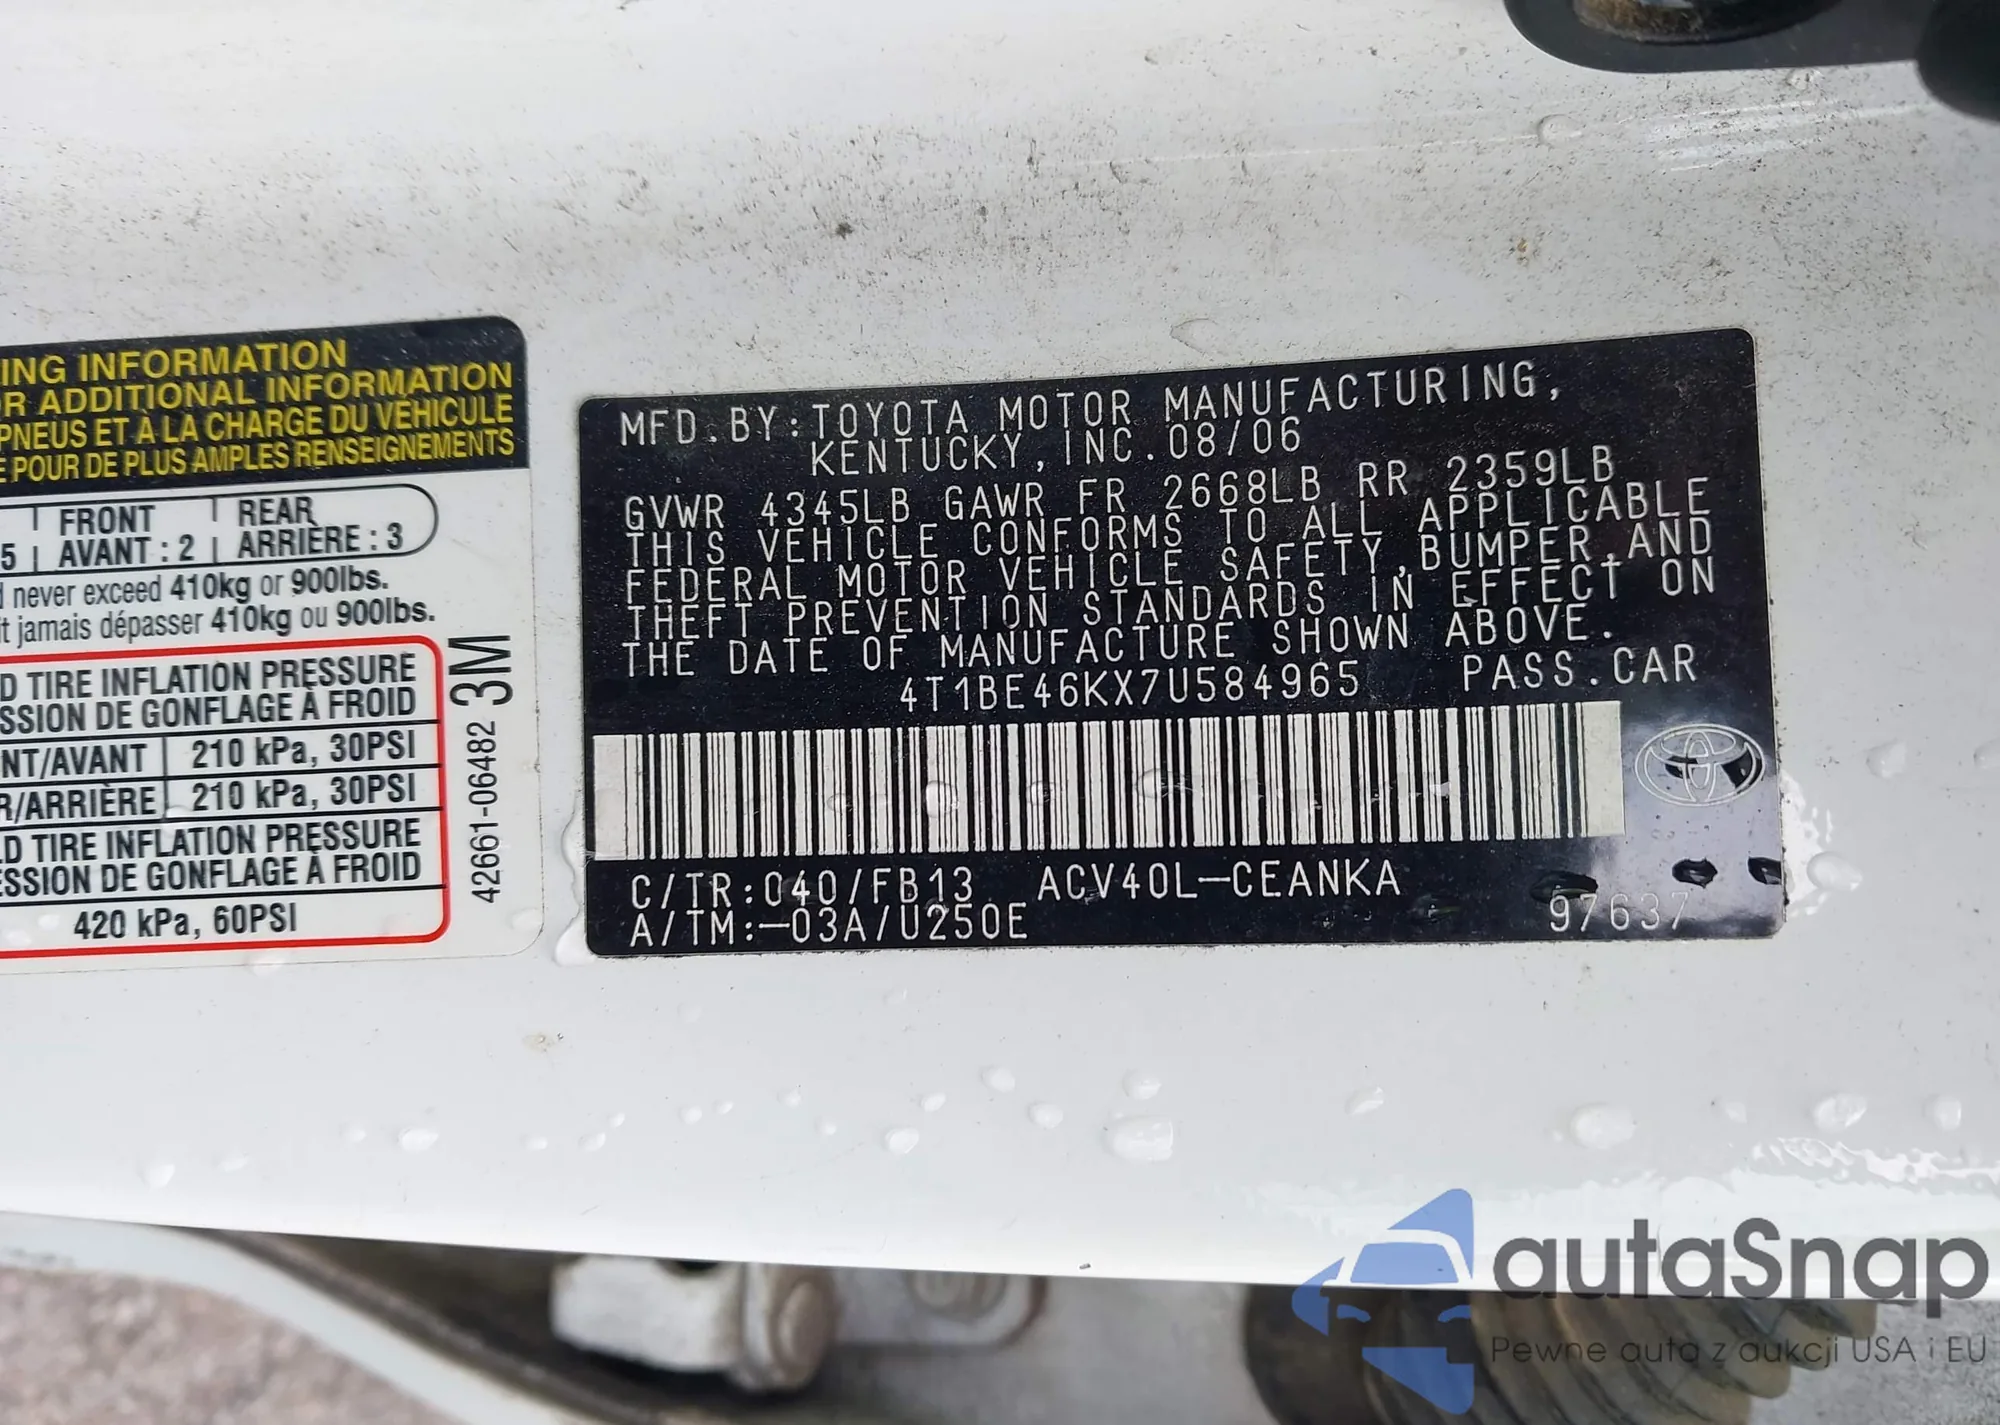 ING INFORMATION
R ADDITIONAL INFORMATION
PNEUS ET À LA CHARGE DU VÉHICULE
E POUR DE PLUS AMPLES RENSEIGNEMENTS
FRONT REAR
5 AVANT : 2 ARRIÈRE : 3
d never exceed 410kg or 900lbs.
it jamais dépasser 410kg ou 900lbs.
D TIRE INFLATION PRESSURE
SSION DE GONFLAGE À FROID
NT/AVANT 210 kPa, 30PSI
R/ARRIÈRE 210 kPa, 30PSI
LD TIRE INFLATION PRESSURE
ESSION DE GONFLAGE À FROID
420 kPa, 60PSI
42661-06482 3M
MFD.BY:TOYOTA MOTOR MANUFACTURING,
KENTUCKY,INC.08/06
GVWR 4345LB GAWR FR 2668LB RR 2359LB
THIS VEHICLE CONFORMS TO ALL APPLICABLE
FEDERAL MOTOR VEHICLE SAFETY,BUMPER,AND
THEFT PREVENTION STANDARDS IN EFFECT ON
THE DATE OF MANUFACTURE SHOWN ABOVE.
4T1BE46KX7U584965 PASS.CAR
C/TR:040/FB13 ACV40L-CEANKA
A/TM:-03A/U250E 97637
autaSnap
Pewne auta z aukcji USA i EU